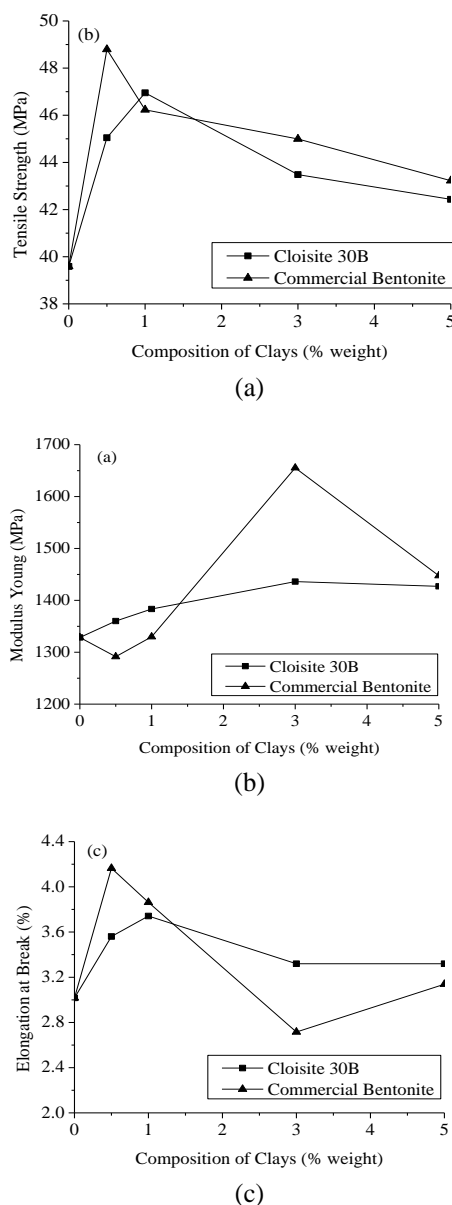 50
(b)
48
46
44
42
40
38
Tensile Strength (MPa)
Cloisite 30B
Commercial Bentonite
0 1 2 3 4 5
Composition of Clays (% weight)
(a)
1700
(a)
1600
1500
1400
1300
1200
Modulus Young (MPa)
Cloisite 30B
Commercial Bentonite
0 1 2 3 4 5
Composition of Clays (% weight)
(b)
4.4
(c)
4.0
3.6
3.2
2.8
2.4
2.0
Elongation at Break (%)
Cloisite 30B
Commercial Bentonite
0 1 2 3 4 5
Composition of Clays (% weight)
(c)